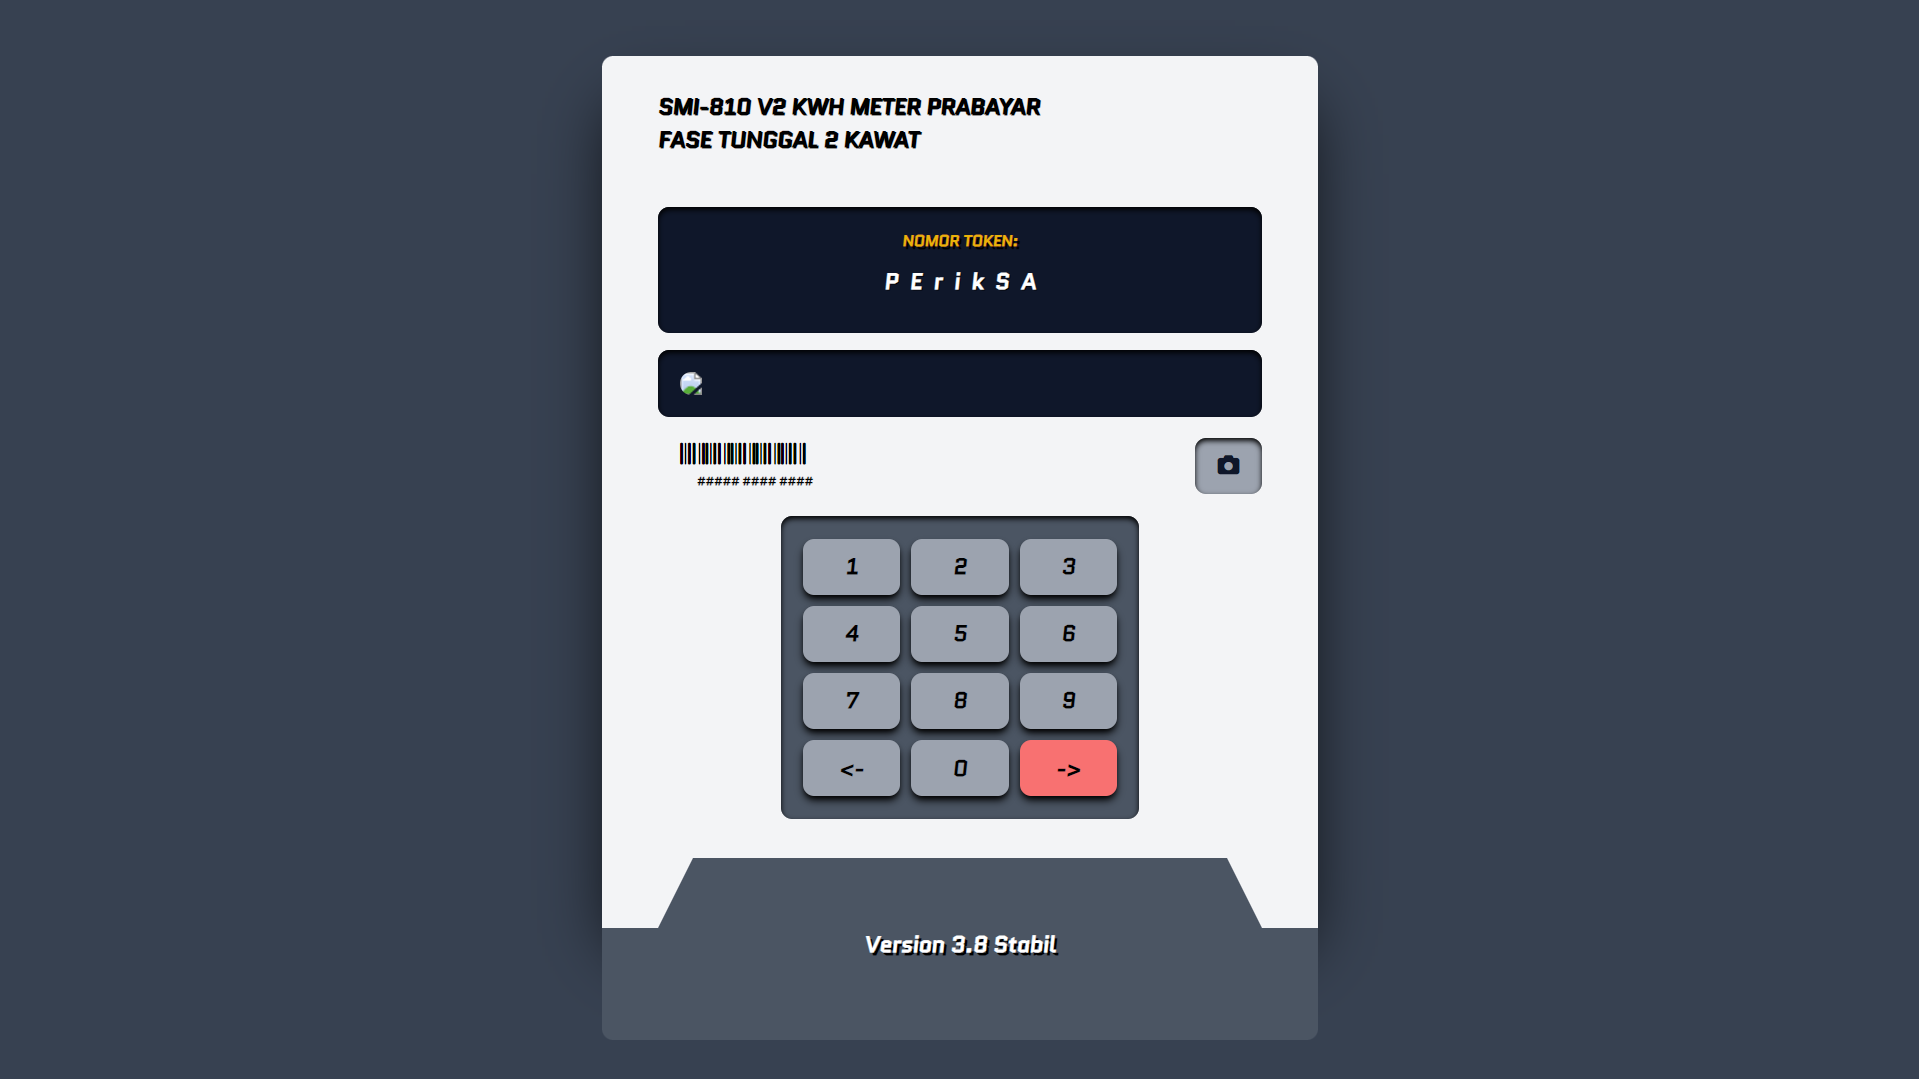 SMI-810 V2 KWH METER PRABAYAR
FASE TUNGGAL 2 KAWAT
NOMOR TOKEN:
PErikSA
##### #### ####
1 2 3
4 5 6
7 8 9
<- 0 ->
Version 3.8 Stabil